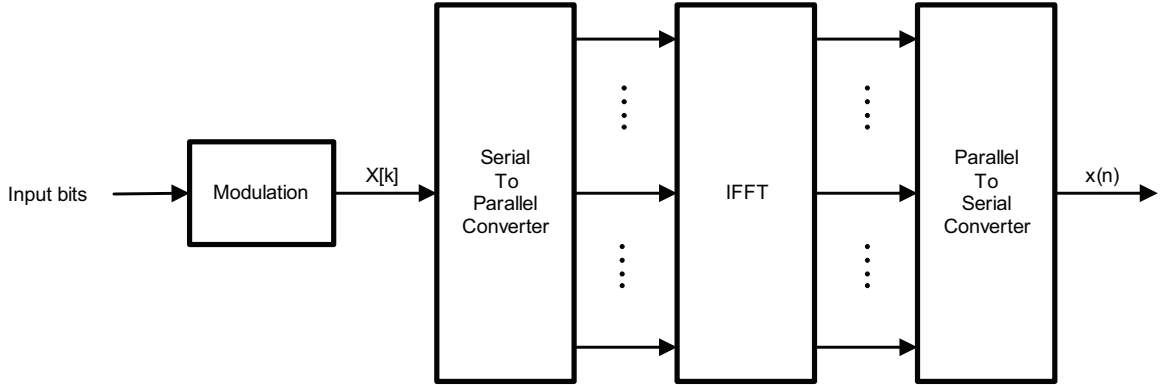 Input bits
Modulation
X[k]
Serial
To
Parallel
Converter
IFFT
Parallel
To
Serial
Converter
x(n)